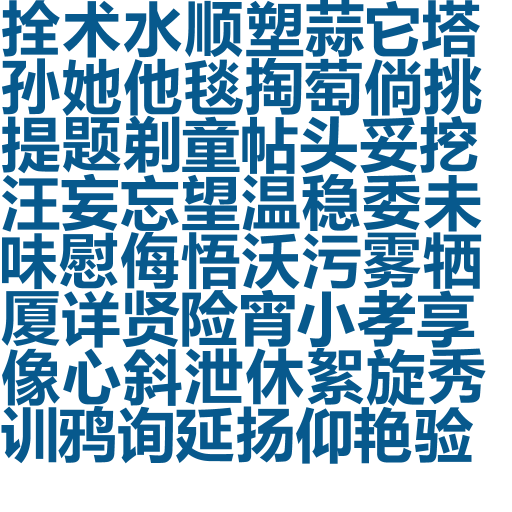 拴术水顺塑蒜它塔
孙她他毯掏萄倘挑
提题剃童帖头妥挖
汪妄忘望温稳委未
味慰侮悟沃污雾牺
厦详贤险宵小孝享
像心斜泄休絮旋秀
训鸦询延扬仰艳验